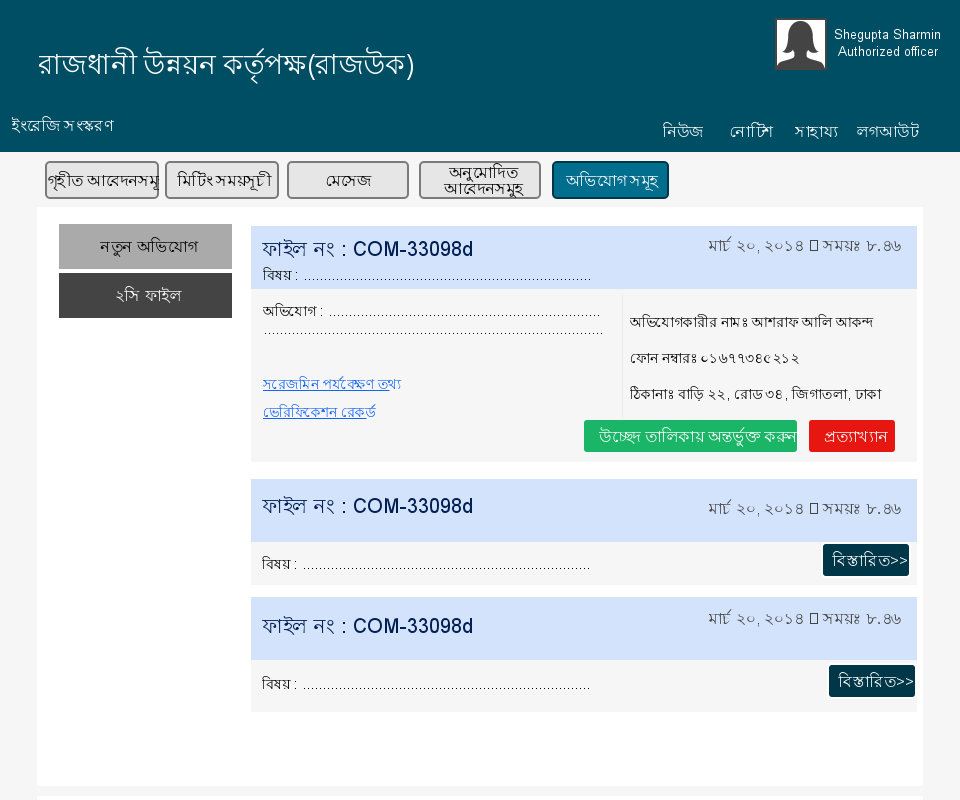 Shegupta Sharmin
Authorized officer
রাজধানী উন্নয়ন কর্তৃপক্ষ(রাজউক)
ইংরেজি সংস্করণ
নিউজ নোটিশ সাহায্য লগআউট
গৃহীত আবেদনসমূ মিটিং সময়সূচী মেসেজ অনুমোদিত আবেদনসমুহ অভিযোগ সমূহ
নতুন অভিযোগ
২সি ফাইল
ফাইল নং : COM-33098d মার্চ ২০, ২০১৪ সময়ঃ ৮.৪৬
বিষয় : ........................................................................
অভিযোগ : ....................................................................
.....................................................................................
সরেজমিন পর্যবেক্ষণ তথ্য
ভেরিফিকেশন রেকর্ড
অভিযোগকারীর নামঃ আশরাফ আলি আকন্দ
ফোন নম্বারঃ ০১৬৭৭৩৪৫২১২
ঠিকানাঃ বাড়ি ২২, রোড ৩৪, জিগাতলা, ঢাকা
উচ্ছেদ তালিকায় অন্তর্ভুক্ত করুন প্রত্যাখ্যান
ফাইল নং : COM-33098d মার্চ ২০, ২০১৪ সময়ঃ ৮.৪৬
বিষয় : ........................................................................ বিস্তারিত>>
ফাইল নং : COM-33098d মার্চ ২০, ২০১৪ সময়ঃ ৮.৪৬
বিষয় : ........................................................................ বিস্তারিত>>